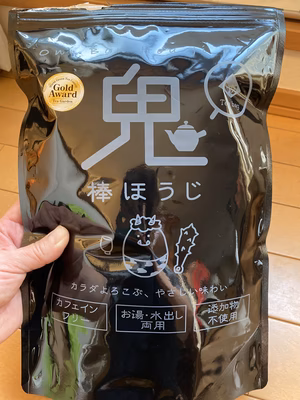 Gold
Award
鬼
棒ほうじ
カラダよろこぶ、やさしい味わい
カフェイン
フリー
お湯・水出し
両用
添加物
不使用